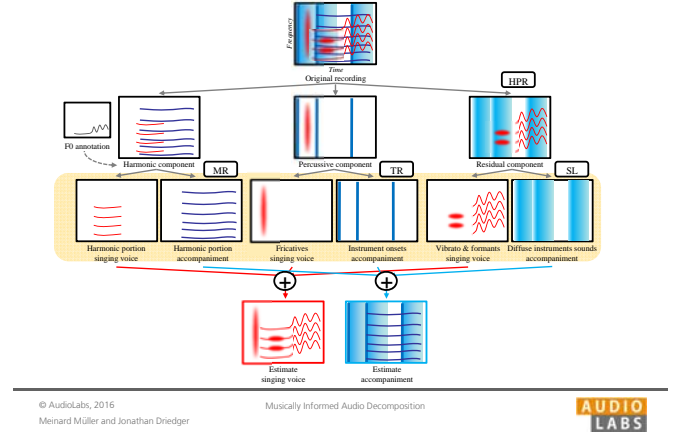 Frequency
Time
Original recording
HPR
F0 annotation
Harmonic component
Percussive component
Residual component
MR
TR
SL
Harmonic portion
singing voice
Harmonic portion
accompaniment
Fricatives
singing voice
Instrument onsets
accompaniment
Vibrato & formants
singing voice
Diffuse instruments sounds
accompaniment
+
+
Estimate
singing voice
Estimate
accompaniment
© AudioLabs, 2016
Meinard Müller and Jonathan Driedger
Musically Informed Audio Decomposition
AUDIO
LABS